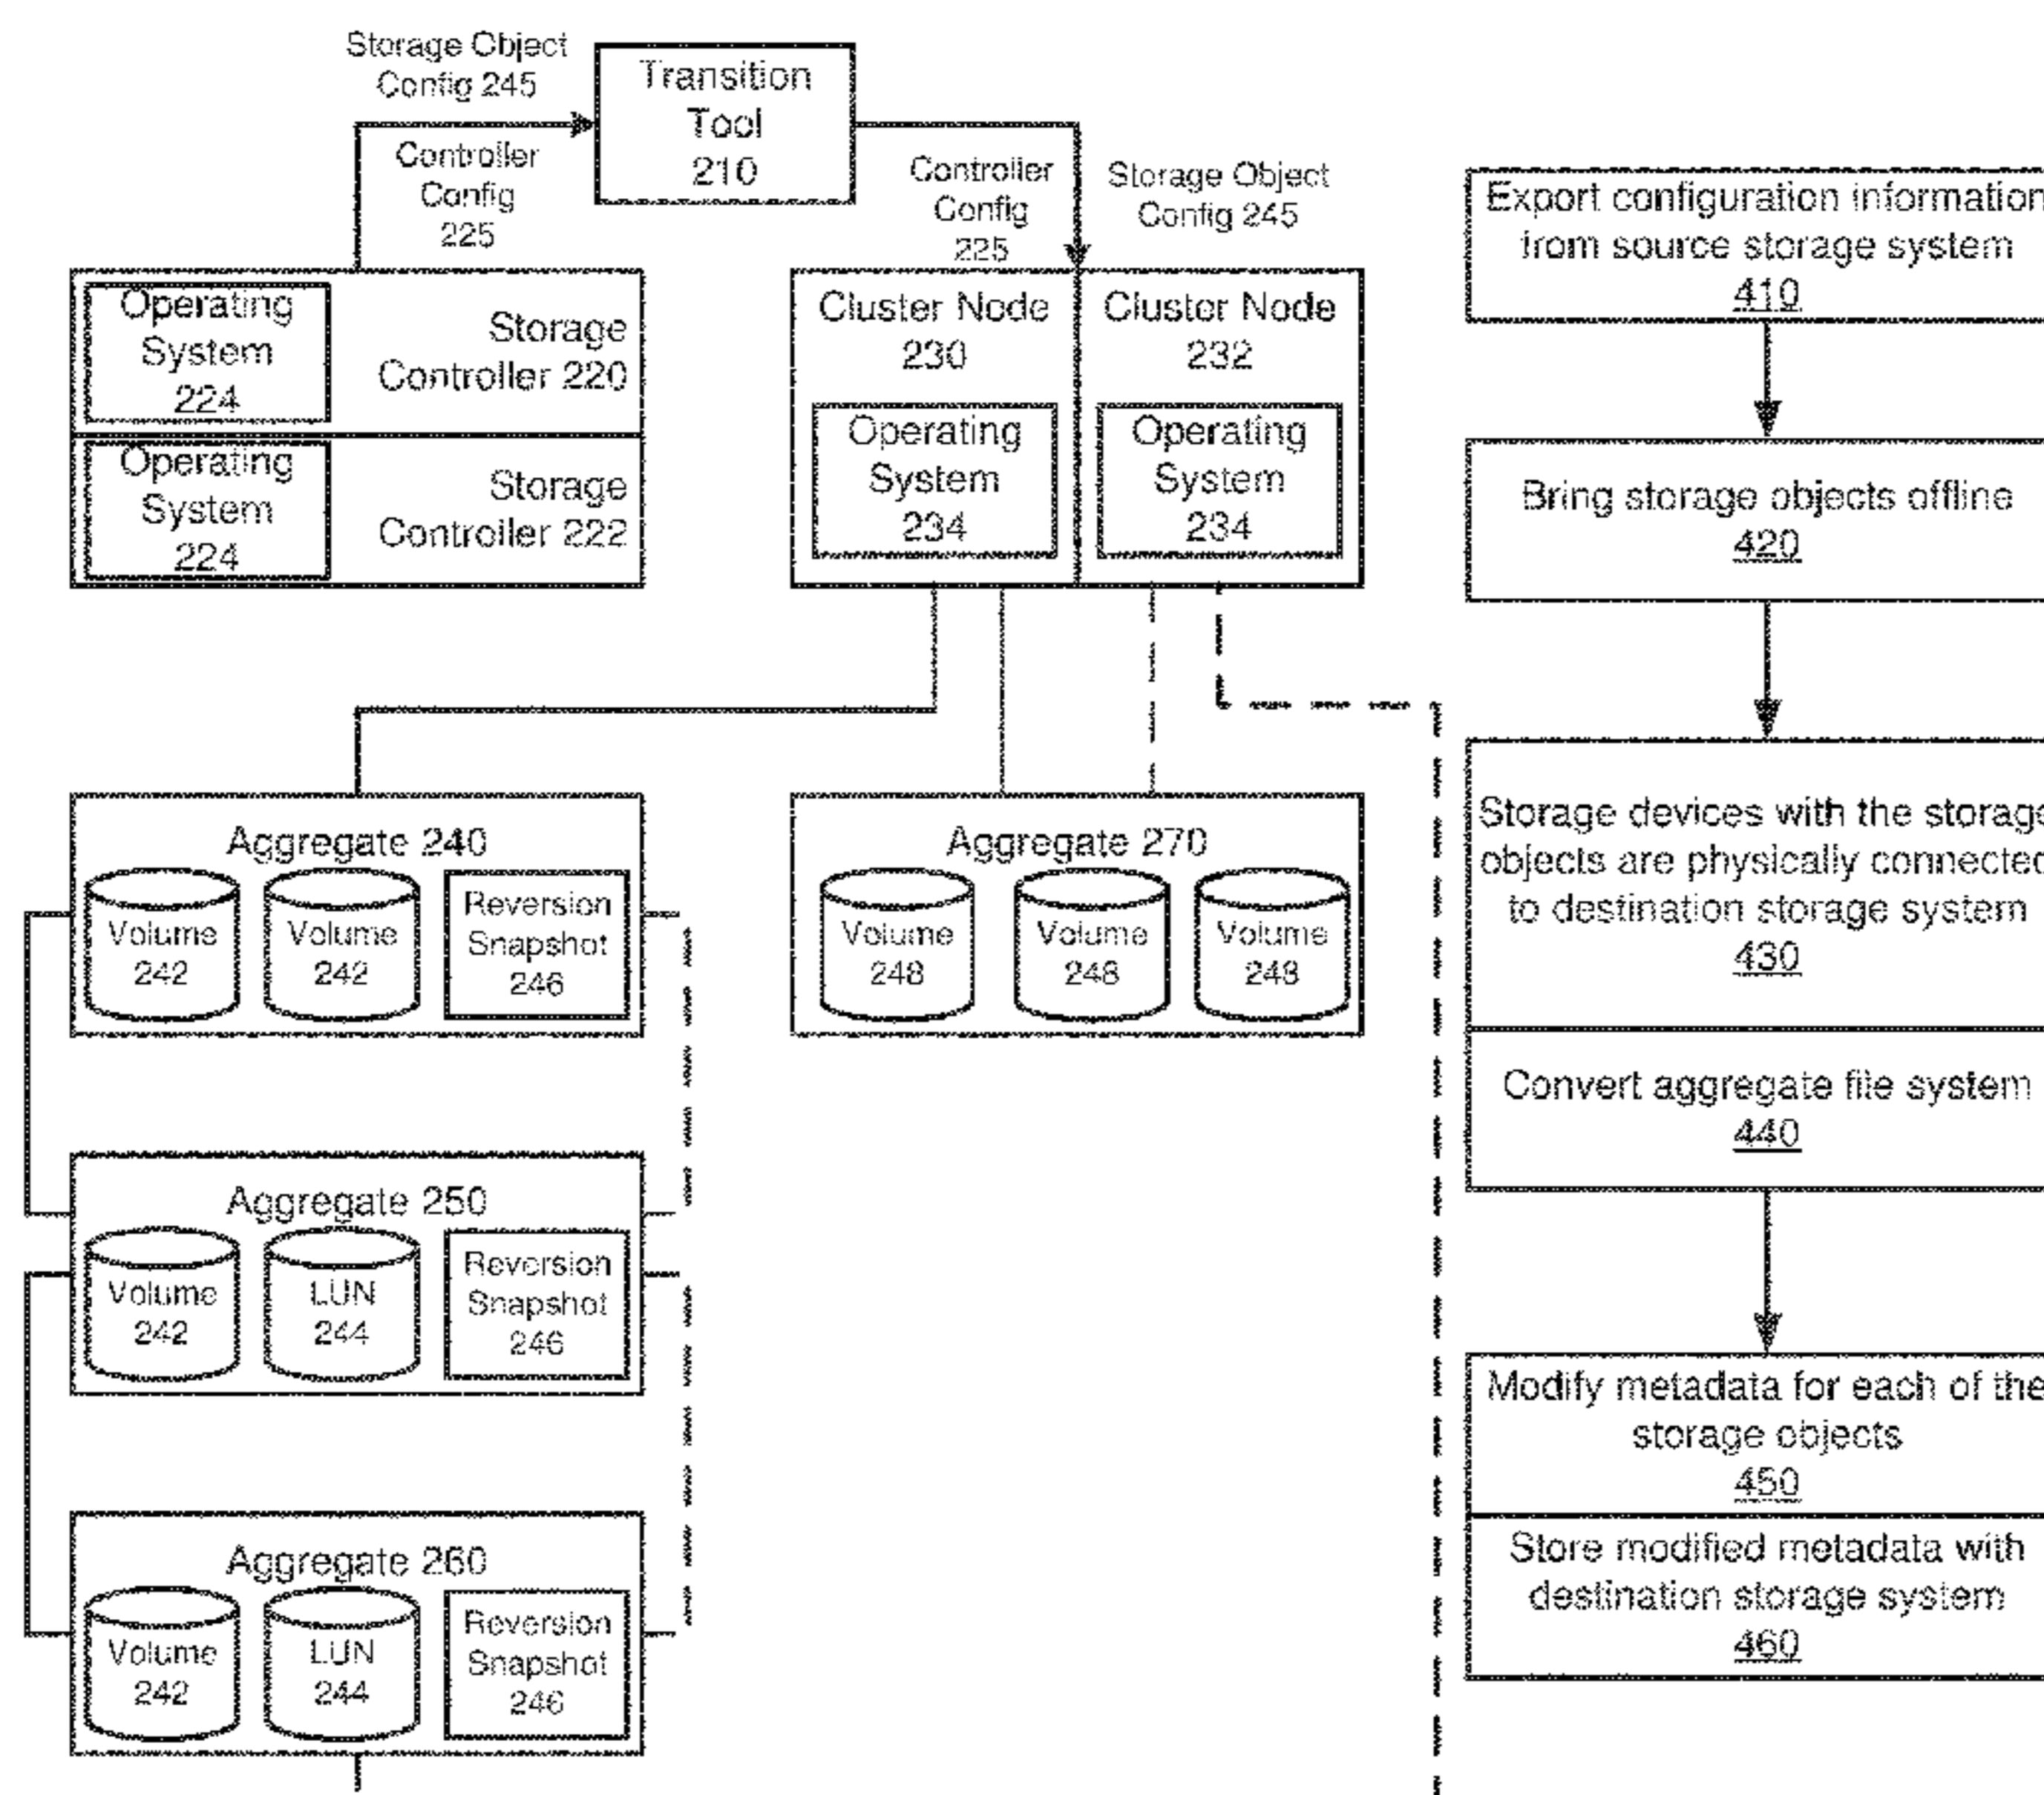 Storage Object
Config 245
Transition
Tool
210
Controller
Config
225
Controller
Config
225
Storage Object
Config 245
Operating
System
224
Storage
Controller 220
Operating
System
224
Storage
Controller 222
Cluster Node
230
Operating
System
234
Cluster Node
232
Operating
System
234
Aggregate 240
Volume
242
Volume
242
Reversion
Snapshot
246
Aggregate 270
Volume
248
Volume
248
Volume
248
Aggregate 250
Volume
242
LUN
244
Reversion
Snapshot
246
Aggregate 260
Volume
242
LUN
244
Reversion
Snapshot
246
Export configuration information
from source storage system
410
Bring storage objects offline
420
Storage devices with the storage
objects are physically connected
to destination storage system
430
Convert aggregate file system
440
Modify metadata for each of the
storage objects
450
Store modified metadata with
destination storage system
460